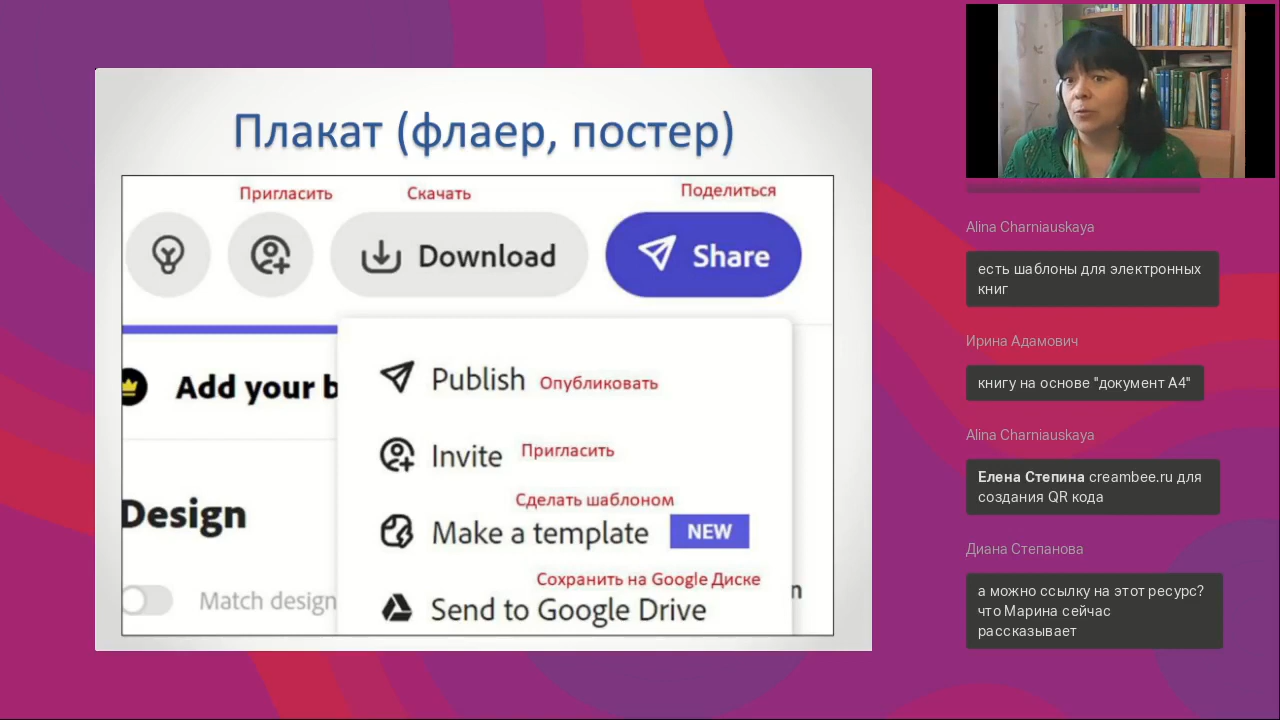 Плакат (флаер, постер)
Пригласить
Скачать
Поделиться
Download
Share
Add your b
Publish
Опубликовать
Invite
Пригласить
Сделать шаблоном
Design
Make a template
NEW
Сохранить на Google Диске
Match design
Send to Google Drive
n
Alina Charniauskaya
есть шаблоны для электронных
книг
Ирина Адамович
книгу на основе "документ А4"
Alina Charniauskaya
Елена Степина creambee.ru для
создания QR кода
Диана Степанова
а можно ссылку на этот ресурс?
что Марина сейчас
рассказывает